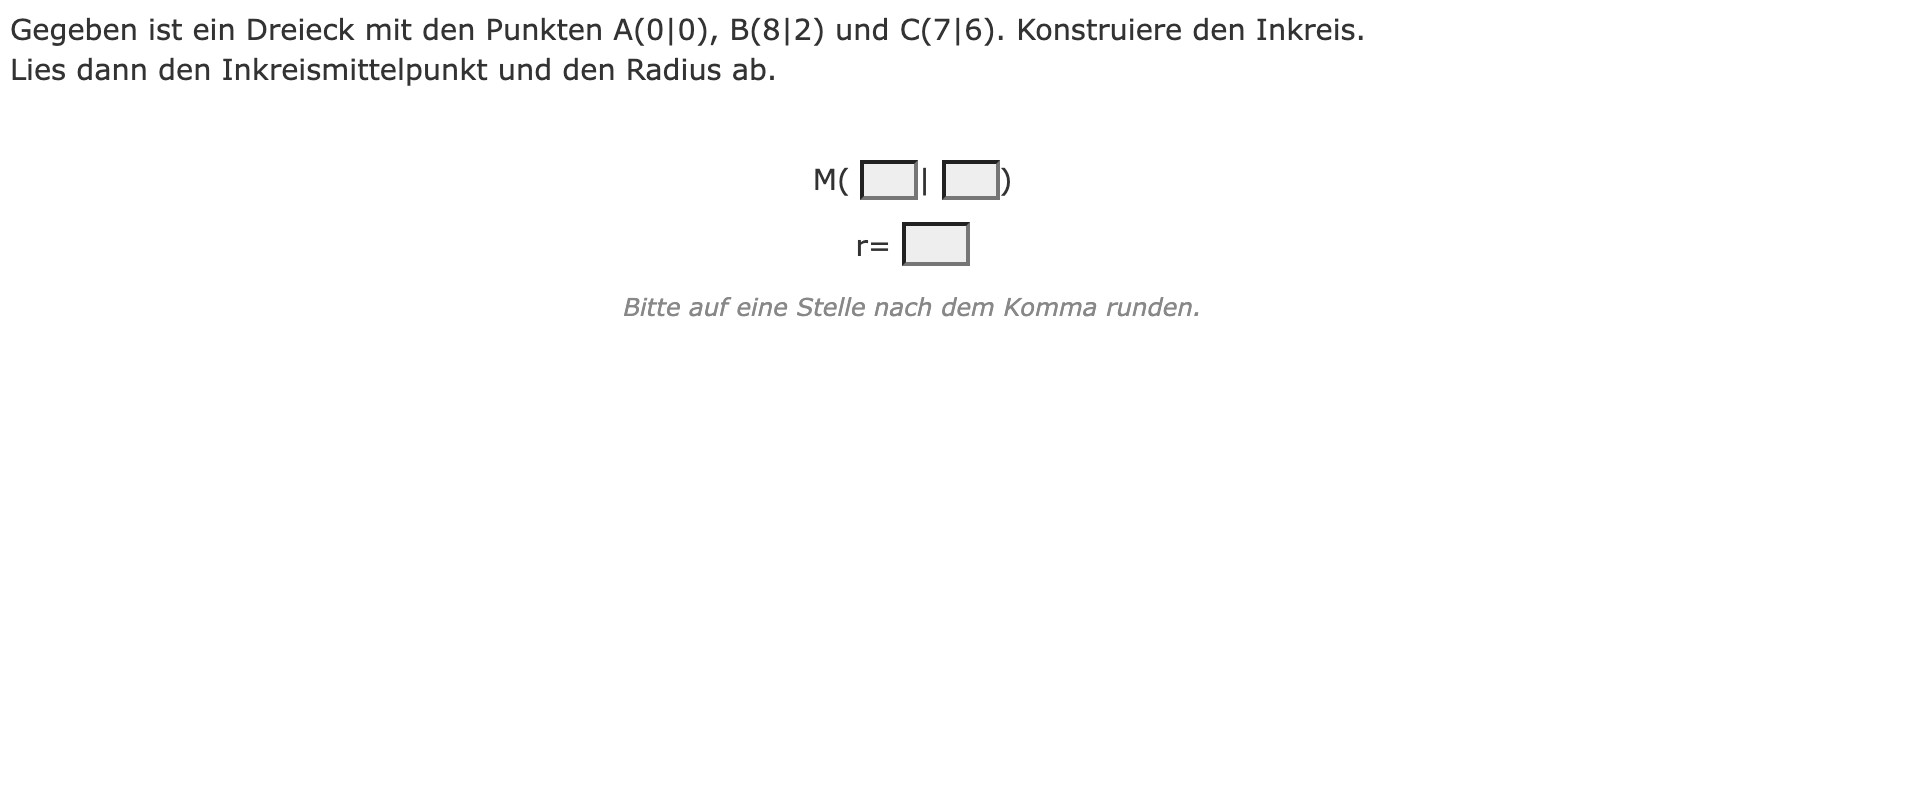 Gegeben ist ein Dreieck mit den Punkten A(0|0), B(8|2) und C(7|6). Konstruiere den Inkreis.
Lies dann den Inkreismittelpunkt und den Radius ab.
M( | )
r=
Bitte auf eine Stelle nach dem Komma runden.